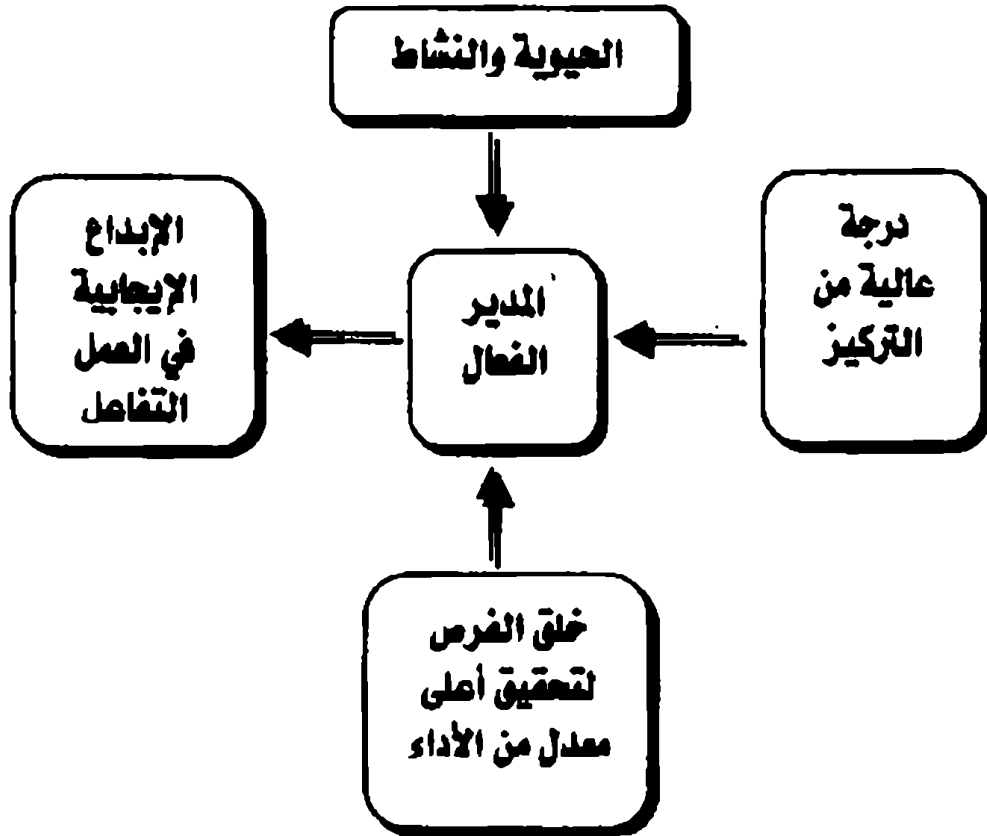 الحيوية والنشاط
درجة
عالية من
التركيز
المدير
الفعال
الإبداع
الإيجابية
في العمل
التفاعل
خلق الفرص
لتحقيق أعلى
معدل من الأداء